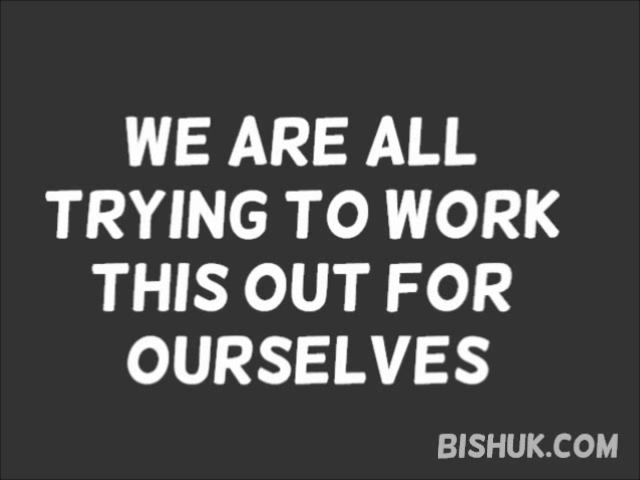 WE ARE ALL
TRYING TO WORK
THIS OUT FOR
OURSELVES
BISHUK.COM